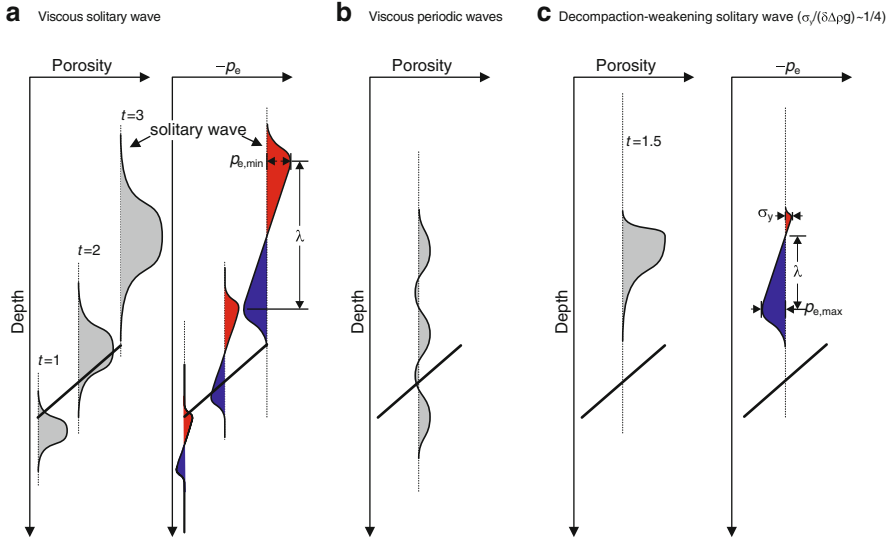 a Viscous solitary wave
Porosity
−pe
t=3
solitary wave
pe,min
λ
t=2
t=1
Depth
b Viscous periodic waves
Porosity
Depth
c Decompaction-weakening solitary wave (σy/(δΔρg)~1/4)
Porosity
−pe
t=1.5
σy
λ
pe,max
Depth